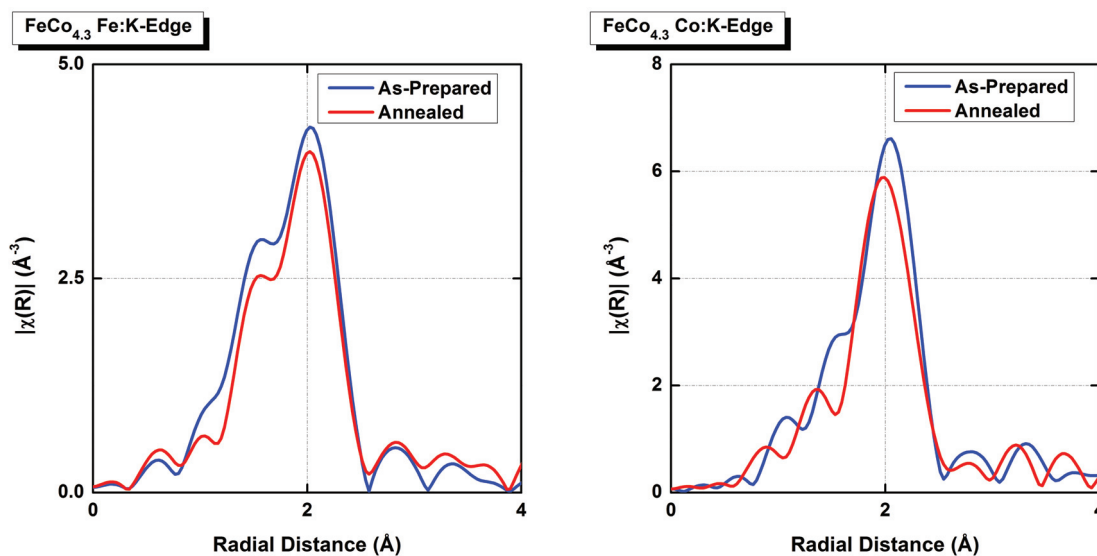 FeCo4.3 Fe:K-Edge
5.0
2.5
0.0
|χ(R)| (Å-3)
As-Prepared
Annealed
0 2 4
Radial Distance (Å)
FeCo4.3 Co:K-Edge
8
6
4
2
0
|χ(R)| (Å-3)
As-Prepared
Annealed
0 2 4
Radial Distance (Å)